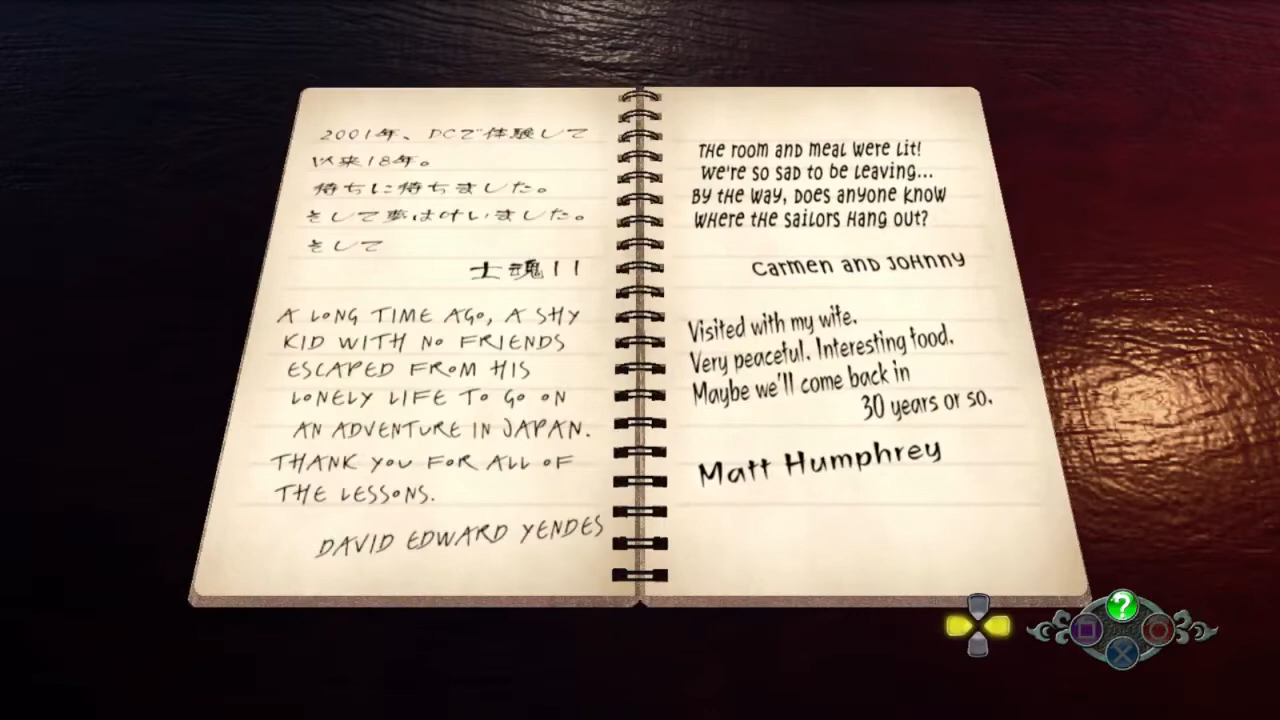 2001年、DCで体験して
以来18年。
待ちに待ちました。
そして夢は叶いました。
そして
士魂11
A LONG TIME AGO, A SHY
KID WITH NO FRIENDS
ESCAPED FROM HIS
LONELY LIFE TO GO ON
AN ADVENTURE IN JAPAN.
THANK YOU FOR ALL OF
THE LESSONS.
DAVID EDWARD YENDES
The room and meal were lit!
We're so sad to be leaving...
By the way, does anyone know
where the sailors hang out?
Carmen and Johnny
Visited with my wife.
Very peaceful. Interesting food.
Maybe we'll come back in
30 years or so.
Matt Humphrey
?